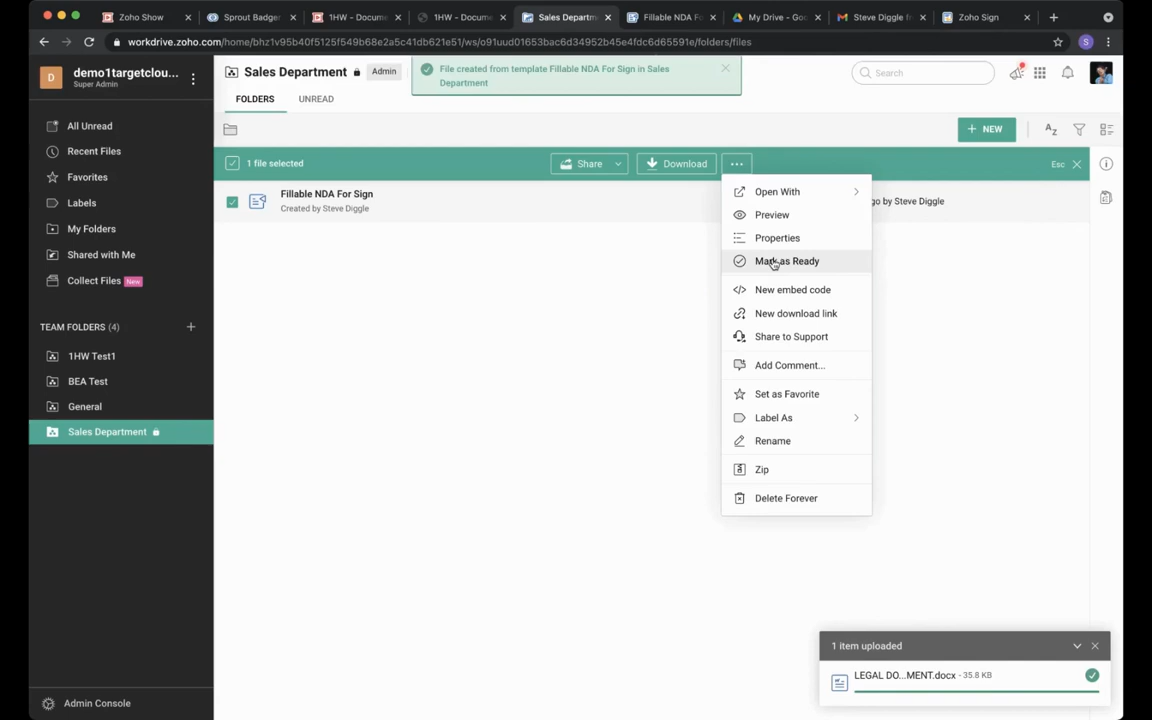 Zoho Show
Sprout Badger
1HW - Docume
1HW - Docume
Sales Departm
Fillable NDA F
My Drive - Goo
Steve Diggle fr
Zoho Sign
workdrive.zoho.com/home/bhz1v95b40f5125f549b68e2a5c41db621e51/ws/o91uud01653bac6d34952b45e4fdc6d65591e/folders/files
S
D
demo1targetclou...
Super Admin
All Unread
Recent Files
Favorites
Labels
My Folders
Shared with Me
Collect Files New
TEAM FOLDERS (4)
1HW Test1
BEA Test
General
Sales Department
Admin Console
Sales Department
Admin
File created from template Fillable NDA For Sign in Sales
Department
Search
FOLDERS
UNREAD
+ NEW
1 file selected
Share
Download
Esc
Fillable NDA For Sign
Created by Steve Diggle
go by Steve Diggle
Open With
Preview
Properties
Mark as Ready
New embed code
New download link
Share to Support
Add Comment...
Set as Favorite
Label As
Rename
Zip
Delete Forever
1 item uploaded
LEGAL DO...MENT.docx - 35.8 KB